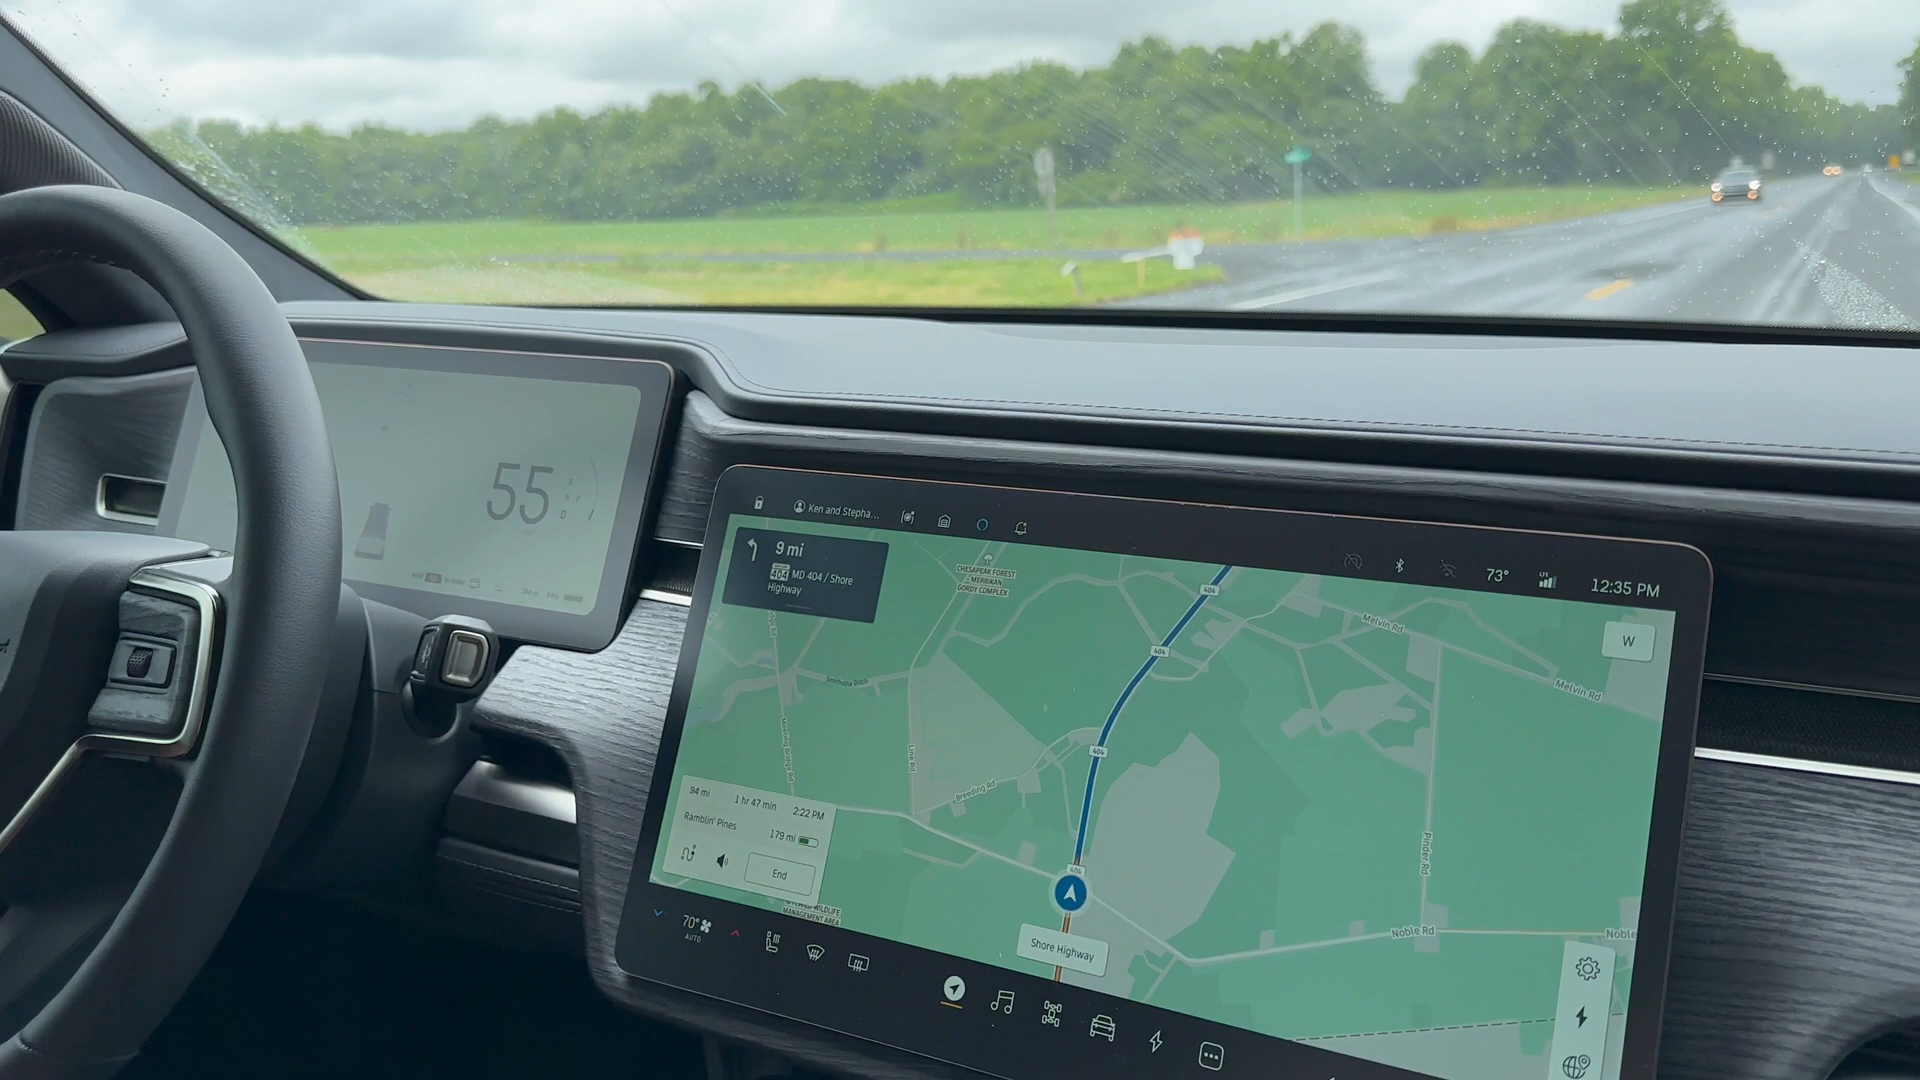 55
D
Ken and Stepha...
73°
LTE
12:35 PM
9 mi
404 MD 404 / Shore
Highway
CHESAPEAK FOREST
- MERRIKAN
GORDY COMPLEX
404
404
404
404
Melvin Rd
Melvin Rd
W
Smithville Ditch
Line Rd
Breeding Rd
Pinder Rd
Noble Rd
Noble
94 mi
1 hr 47 min
2:22 PM
Ramblin' Pines
179 mi
End
WILDLIFE
MANAGEMENT AREA
Shore Highway
70°
AUTO